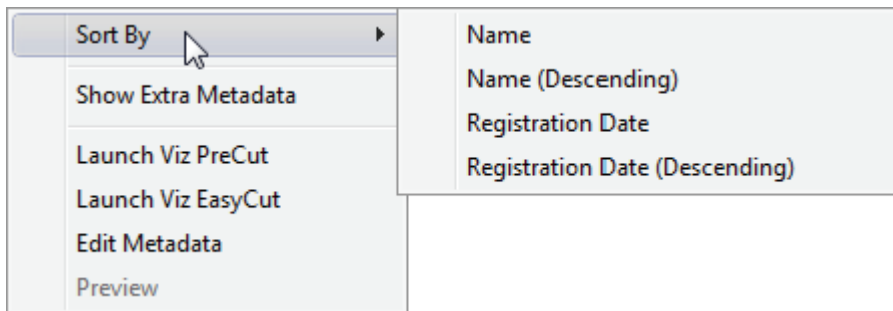 Sort By
Show Extra Metadata
Launch Viz PreCut
Launch Viz EasyCut
Edit Metadata
Preview
Name
Name (Descending)
Registration Date
Registration Date (Descending)